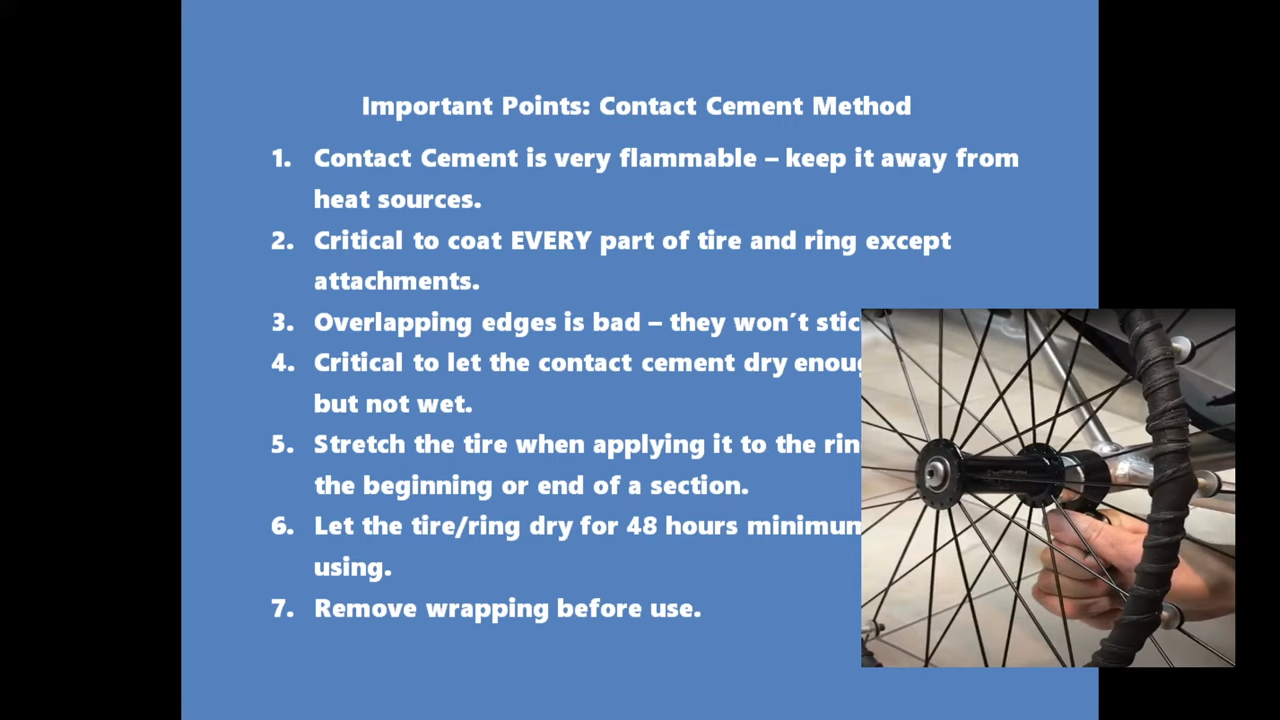 Important Points: Contact Cement Method
1. Contact Cement is very flammable – keep it away from
heat sources.
2. Critical to coat EVERY part of tire and ring except
attachments.
3. Overlapping edges is bad – they won´t
4. Critical to let the contact cement dry
but not wet.
5. Stretch the tire when applying it to the
the beginning or end of a section.
6. Let the tire/ring dry for 48 hours minimum
using.
7. Remove wrapping before use.